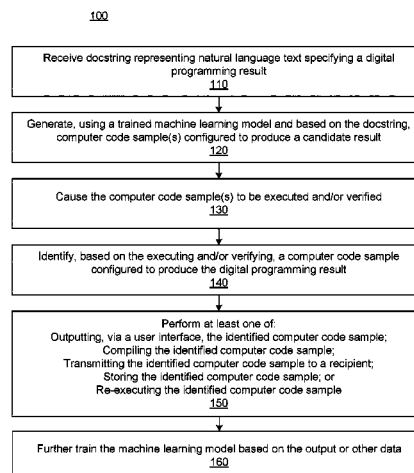 100
Receive docstring representing natural language text specifying a digital
programming result
110
Generate, using a trained machine learning model and based on the docstring,
computer code sample(s) configured to produce a candidate result
120
Cause the computer code sample(s) to be executed and/or verified
130
Identify, based on the executing and/or verifying, a computer code sample
configured to produce the digital programming result
140
Perform at least one of:
Outputting, via a user interface, the identified computer code sample;
Compiling the identified computer code sample;
Transmitting the identified computer code sample to a recipient;
Storing the identified computer code sample; or
Re-executing the identified computer code sample
150
Further train the machine learning model based on the output or other data
160